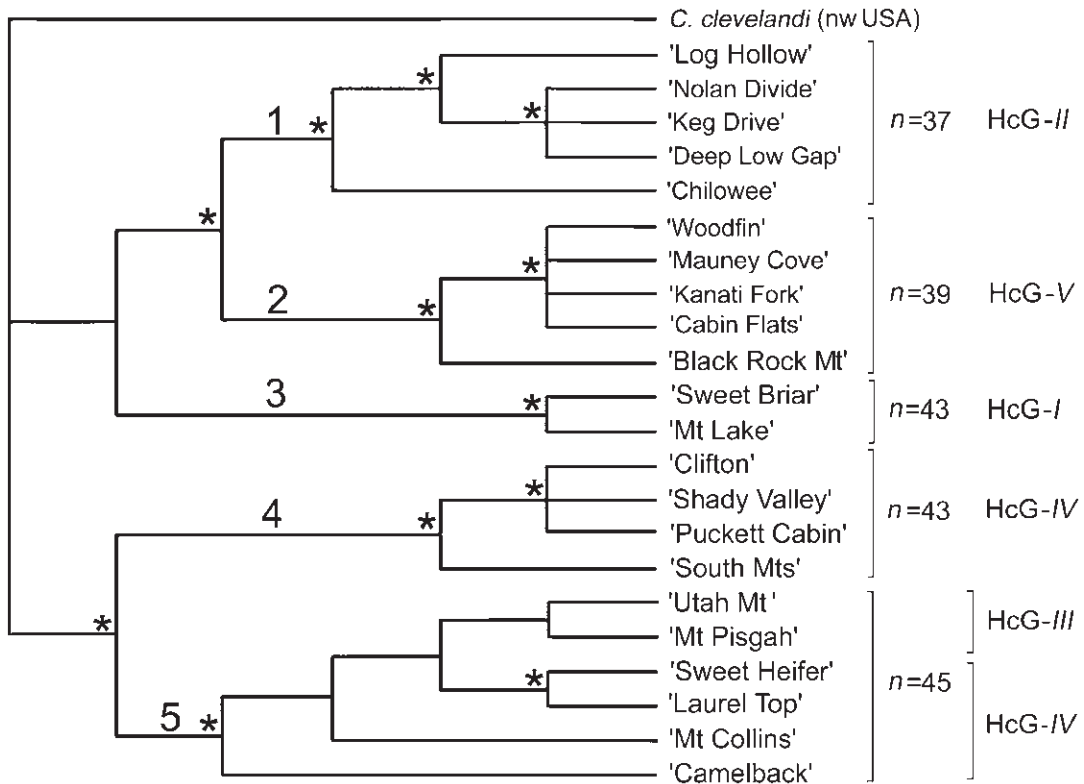 C. clevelandi (nw USA)
'Log Hollow'
'Nolan Divide'
'Keg Drive'
'Deep Low Gap'
'Chilowee'
n=37 HcG-II
'Woodfin'
'Mauney Cove'
'Kanati Fork'
'Cabin Flats'
'Black Rock Mt'
n=39 HcG-V
'Sweet Briar'
'Mt Lake'
n=43 HcG-I
'Clifton'
'Shady Valley'
'Puckett Cabin'
'South Mts'
n=43 HcG-IV
'Utah Mt'
'Mt Pisgah'
HcG-III
'Sweet Heifer'
'Laurel Top'
'Mt Collins'
'Camelback'
n=45
HcG-IV
1 *
*
*
*
2 *
*
3 *
4 *
*
*
5 *
*